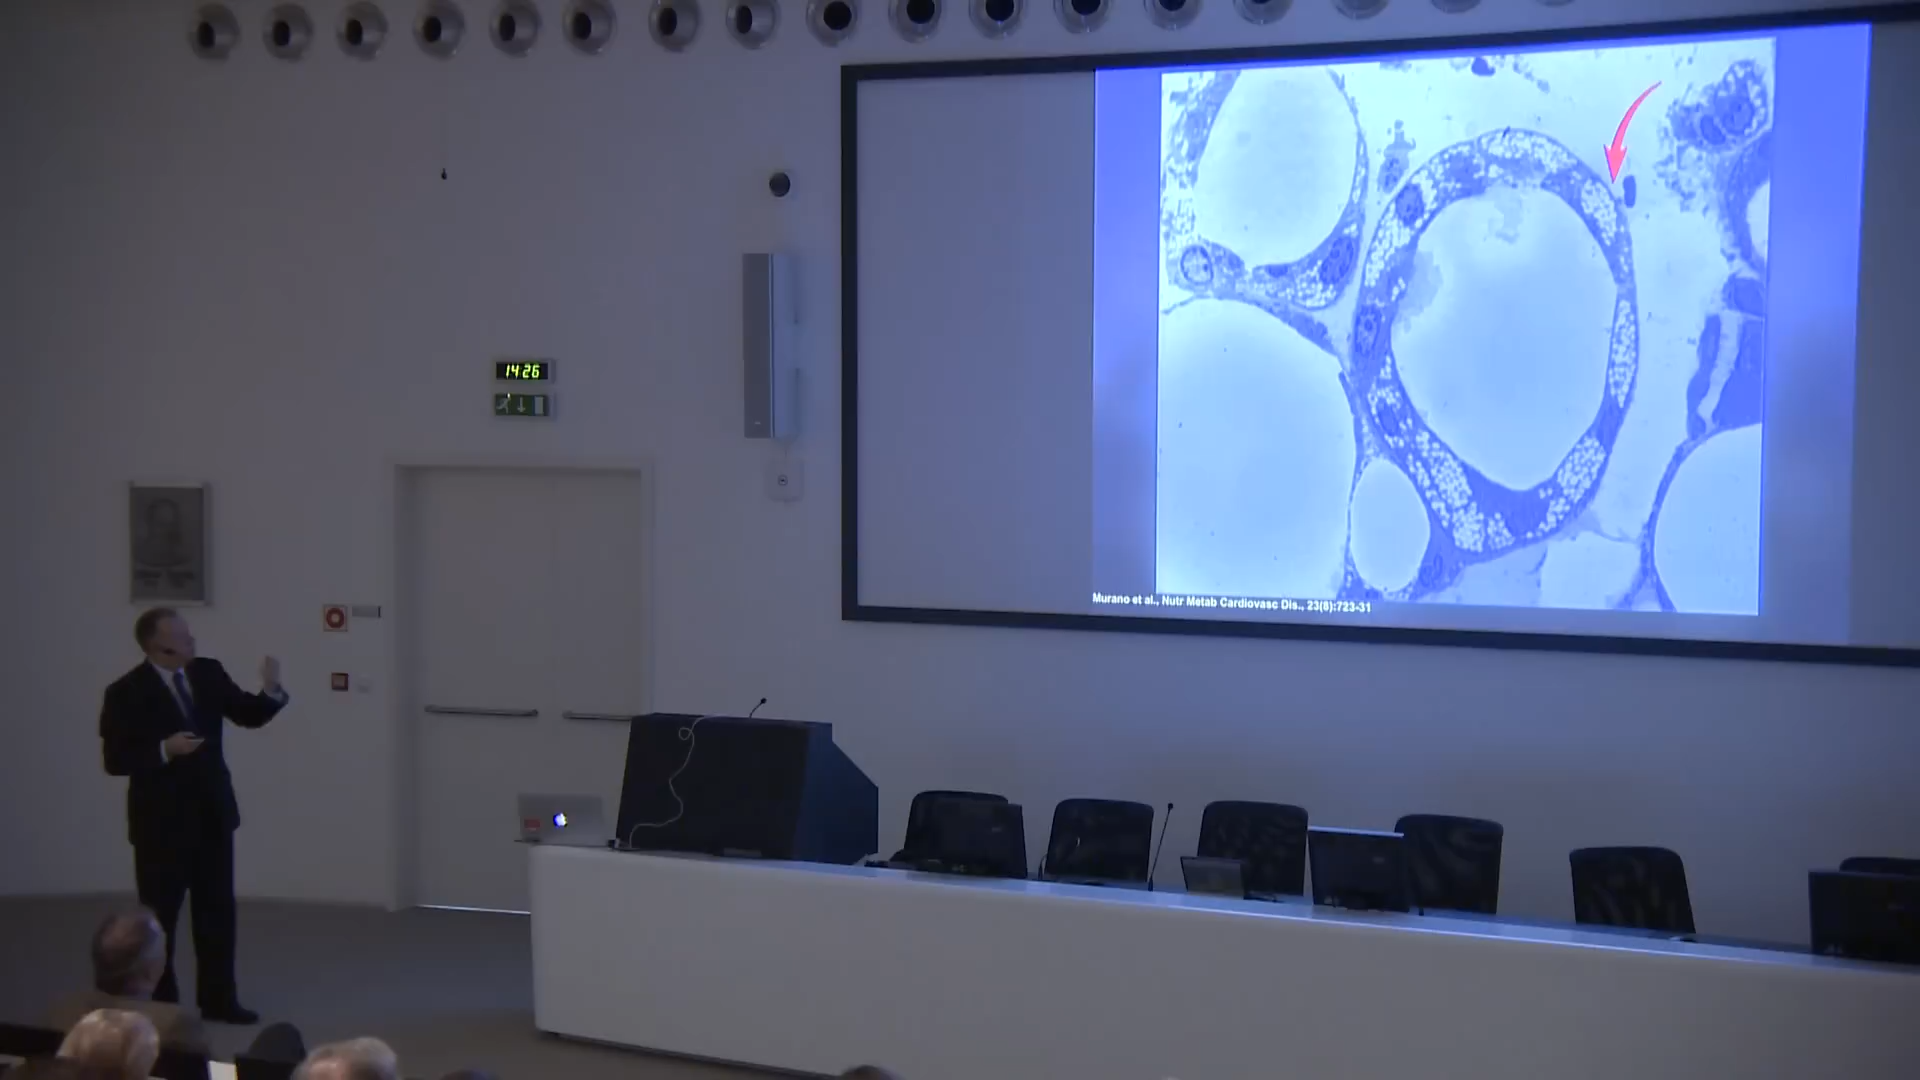 14:26
Murano et al., Nutr Metab Cardiovasc Dis., 23(8):723-31